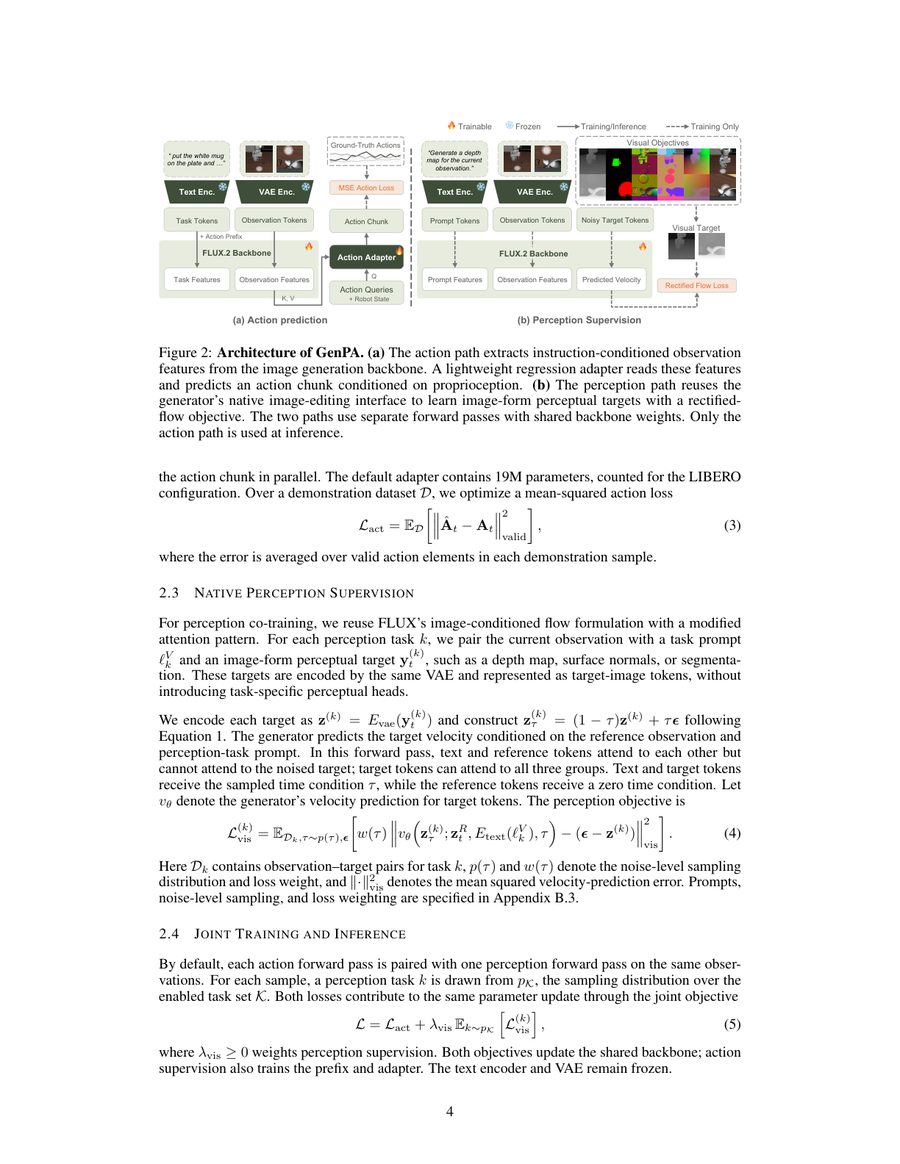 Trainable Frozen Training/Inference Training Only
" put the white mug
on the plate and …"
Ground-Truth Actions
"Generate a depth
map for the current
observation."
Visual Objectives
Text Enc. VAE Enc. MSE Action Loss Text Enc. VAE Enc.
Task Tokens Observation Tokens Action Chunk Prompt Tokens Observation Tokens Noisy Target Tokens
Visual Target
+ Action Prefix
FLUX.2 Backbone Action Adapter FLUX.2 Backbone
Task Features Observation Features Q Prompt Features Observation Features Predicted Velocity Rectified Flow Loss
Action Queries
+ Robot State
K, V
(a) Action prediction (b) Perception Supervision
Figure 2: Architecture of GenPA. (a) The action path extracts instruction-conditioned observation
features from the image generation backbone. A lightweight regression adapter reads these features
and predicts an action chunk conditioned on proprioception. (b) The perception path reuses the
generator's native image-editing interface to learn image-form perceptual targets with a rectified-
flow objective. The two paths use separate forward passes with shared backbone weights. Only the
action path is used at inference.
the action chunk in parallel. The default adapter contains 19M parameters, counted for the LIBERO
configuration. Over a demonstration dataset 𝒟, we optimize a mean-squared action loss
ℒ_act = 𝔼_𝒟 [ ‖ Â_t − A_t ‖²_valid ] , (3)
where the error is averaged over valid action elements in each demonstration sample.
2.3 NATIVE PERCEPTION SUPERVISION
For perception co-training, we reuse FLUX's image-conditioned flow formulation with a modified
attention pattern. For each perception task k, we pair the current observation with a task prompt
ℓ_k^V and an image-form perceptual target y_t^(k), such as a depth map, surface normals, or segmenta-
tion. These targets are encoded by the same VAE and represented as target-image tokens, without
introducing task-specific perceptual heads.
We encode each target as z^(k) = E_vae(y_t^(k)) and construct z_τ^(k) = (1 − τ)z^(k) + τϵ following
Equation 1. The generator predicts the target velocity conditioned on the reference observation and
perception-task prompt. In this forward pass, text and reference tokens attend to each other but
cannot attend to the noised target; target tokens can attend to all three groups. Text and target tokens
receive the sampled time condition τ, while the reference tokens receive a zero time condition. Let
v_θ denote the generator's velocity prediction for target tokens. The perception objective is
ℒ_vis^(k) = 𝔼_{𝒟_k,τ∼p(τ),ϵ} [ w(τ) ‖ v_θ ( z_τ^(k); z_t^R, E_text(ℓ_k^V), τ ) − (ϵ − z^(k)) ‖²_vis ] . (4)
Here 𝒟_k contains observation–target pairs for task k, p(τ) and w(τ) denote the noise-level sampling
distribution and loss weight, and ‖·‖²_vis denotes the mean squared velocity-prediction error. Prompts,
noise-level sampling, and loss weighting are specified in Appendix B.3.
2.4 JOINT TRAINING AND INFERENCE
By default, each action forward pass is paired with one perception forward pass on the same obser-
vations. For each sample, a perception task k is drawn from p_𝒦, the sampling distribution over the
enabled task set 𝒦. Both losses contribute to the same parameter update through the joint objective
ℒ = ℒ_act + λ_vis 𝔼_{k∼p_𝒦} [ ℒ_vis^(k) ] , (5)
where λ_vis ≥ 0 weights perception supervision. Both objectives update the shared backbone; action
supervision also trains the prefix and adapter. The text encoder and VAE remain frozen.
4